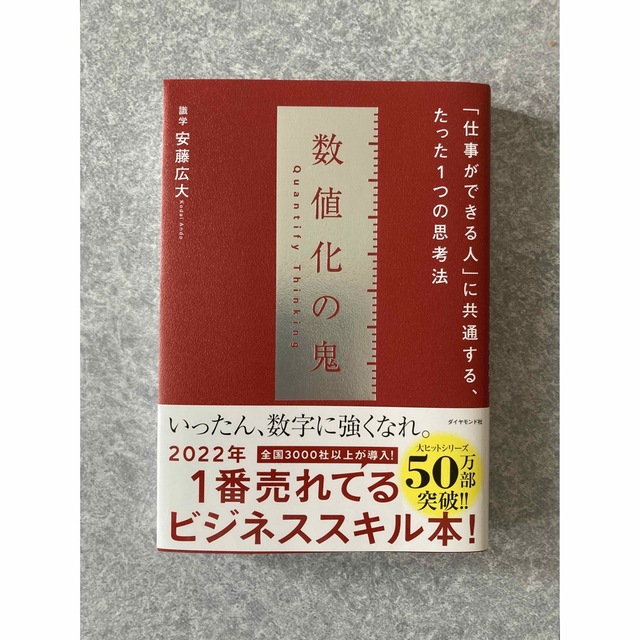 「仕事ができる人」に共通する、
たった1つの思考法
数値化の鬼
Quantify Thinking
識学 安藤広大
Kodai Ando
ダイヤモンド社
いったん、数字に強くなれ。
2022年
全国3000社以上が導入!
1番売れてる
ビジネススキル本!
大ヒットシリーズ
50万部
突破!!